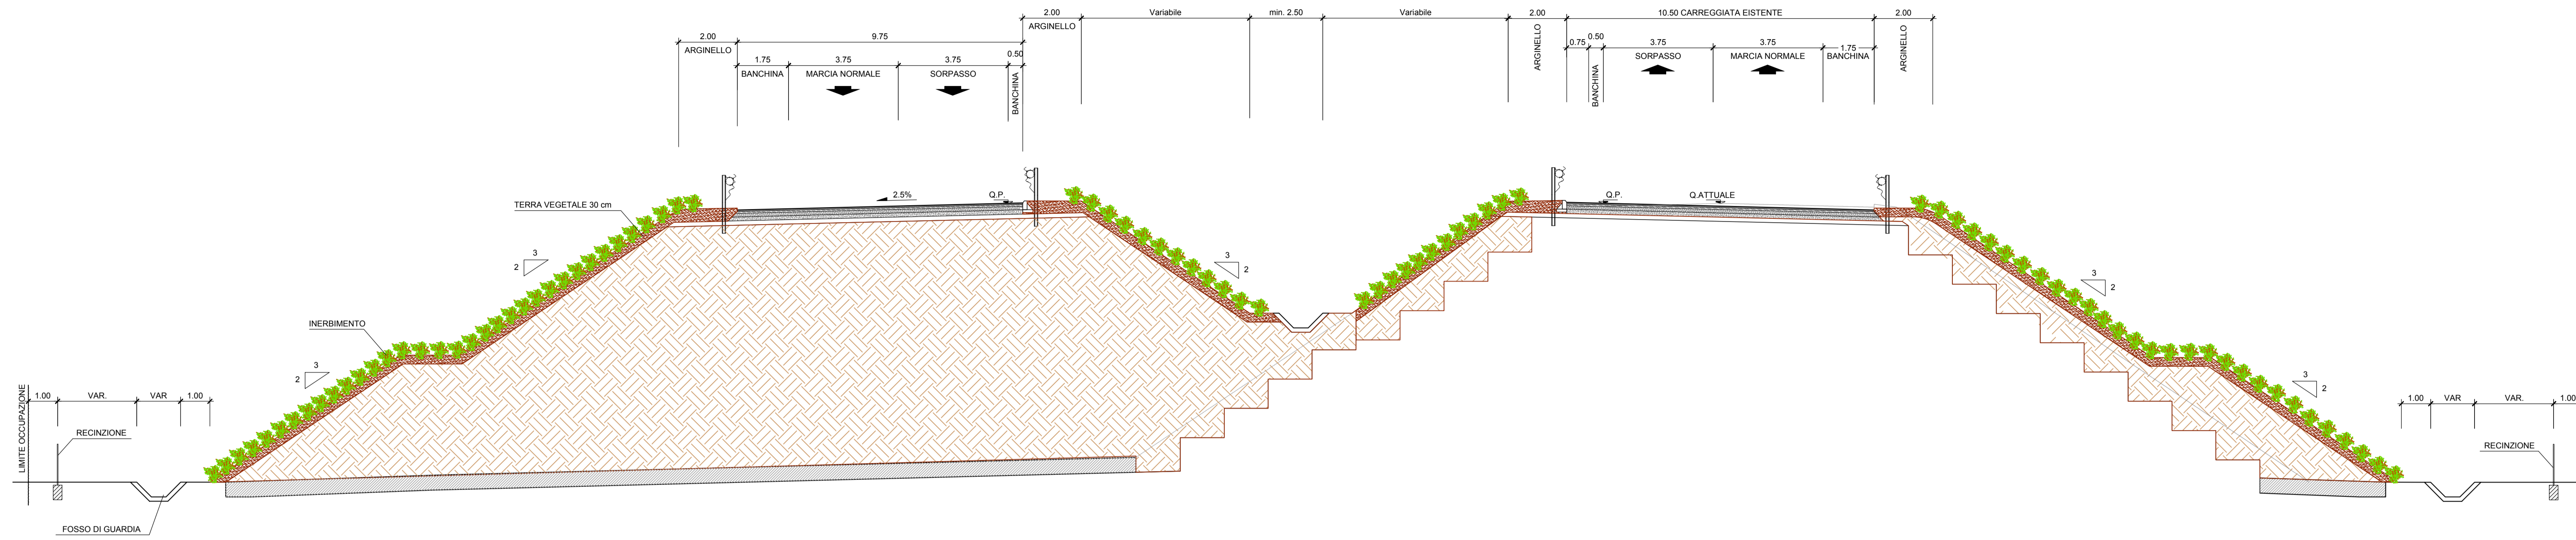 2.00
Variabile
min. 2.50
Variabile
2.00
10.50 CARREGGIATA EISTENTE
2.00
ARGINELLO
ARGINELLO
ARGINELLO
2.00
9.75
ARGINELLO
0.75
0.50
3.75
3.75
1.75
BANCHINA
SORPASSO
MARCIA NORMALE
BANCHINA
1.75
3.75
3.75
0.50
BANCHINA
MARCIA NORMALE
SORPASSO
BANCHINA
TERRA VEGETALE 30 cm
2.5%
Q.P.
Q.P.
Q.ATTUALE
3
2
3
2
3
2
INERBIMENTO
3
2
3
2
LIMITE OCCUPAZIONE
1.00
VAR.
VAR
1.00
1.00
VAR
VAR.
1.00
RECINZIONE
RECINZIONE
FOSSO DI GUARDIA